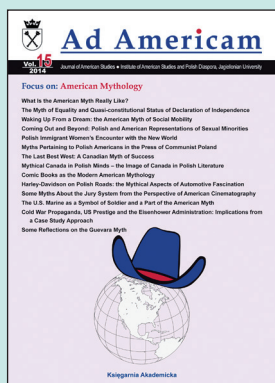 Ad Americam
Vol. 15
2014
Journal of American Studies ● Institute of American Studies and Polish Diaspora, Jagiellonian University
Focus on: American Mythology
What is the American Myth Really Like?
The Myth of Equality and Quasi-constitutional Status of Declaration of Independence
Waking Up From a Dream: the American Myth of Social Mobility
Coming Out and Beyond: Polish and American Representations of Sexual Minorities
Polish Immigrant Women's Encounter with the New World
Myths Pertaining to Polish Americans in the Press of Communist Poland
The Last Best West: A Canadian Myth of Success
Mythical Canada in Polish Minds – the Image of Canada in Polish Literature
Comic Books as the Modern American Mythology
Harley-Davidson on Polish Roads: the Mythical Aspects of Automotive Fascination
Some Myths About the Jury System from the Perspective of American Cinematography
The U.S. Marine as a Symbol of Soldier and a Part of the American Myth
Cold War Propaganda, US Prestige and the Eisenhower Administration: Implications from
a Case Study Approach
Some Reflections on the Guevara Myth
Księgarnia Akademicka